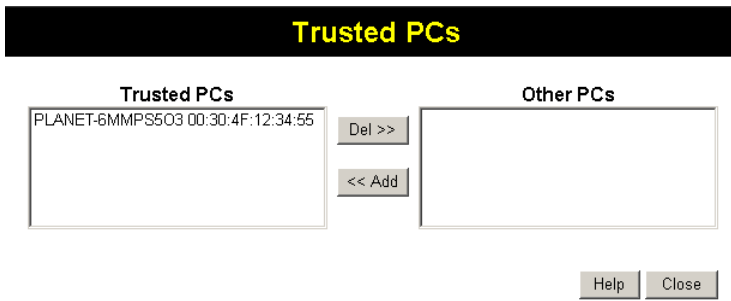 Trusted PCs
Trusted PCs
Other PCs
PLANET-6MMPS5O3 00:30:4F:12:34:55
Del >>
<< Add
Help
Close